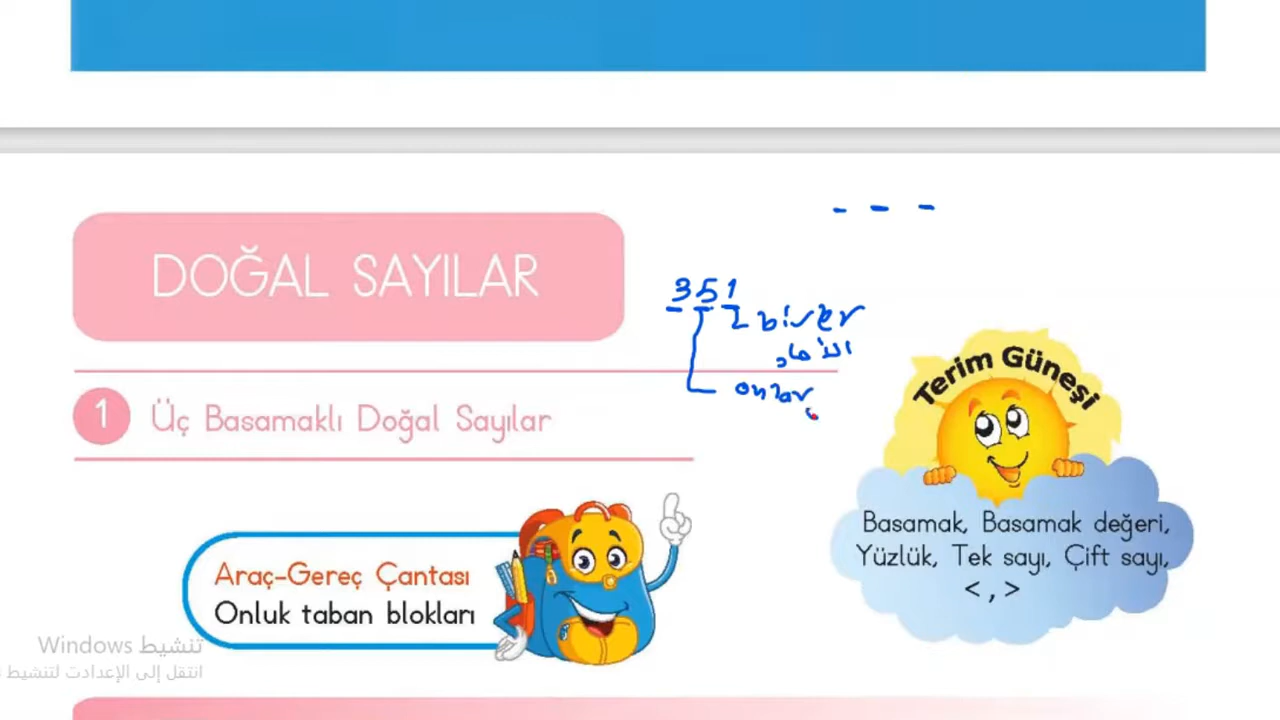 - - -
DOĞAL SAYILAR
351
birler
الآحاد
onlar
1 Üç Basamaklı Doğal Sayılar
Terim Güneşi
Basamak, Basamak değeri,
Yüzlük, Tek sayı, Çift sayı,
< , >
Araç-Gereç Çantası
Onluk taban blokları
تنشيط Windows
انتقل إلى الإعدادت لتنشيط